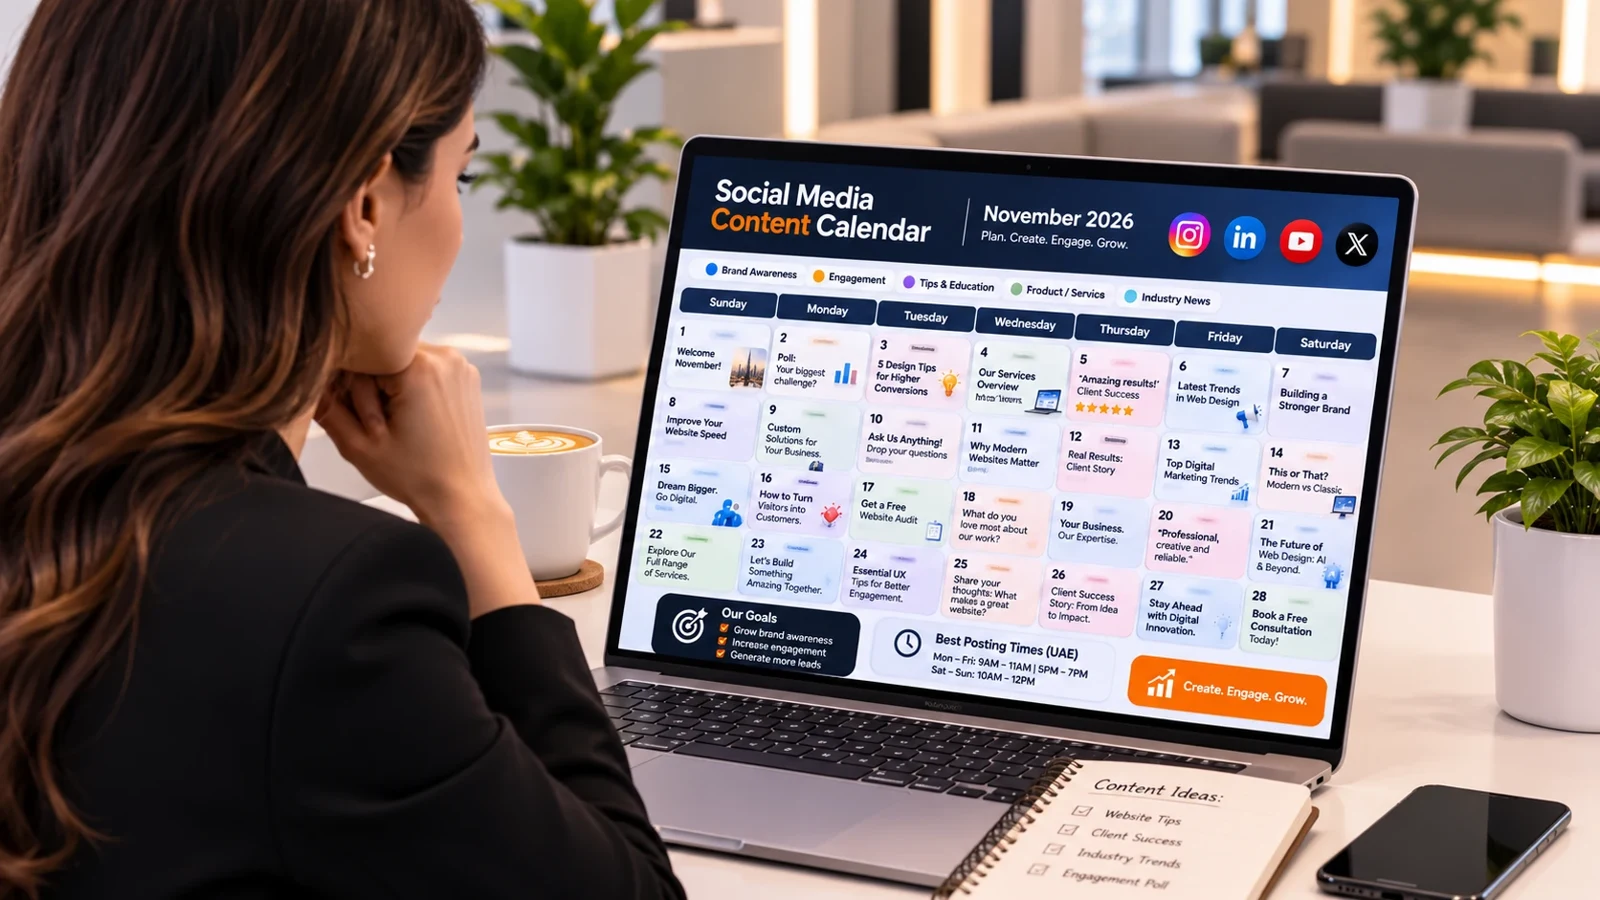 Social Media
Content Calendar
November 2026
Plan. Create. Engage. Grow.
in
X
Brand Awareness
Engagement
Tips & Education
Product / Service
Industry News
Sunday
Monday
Tuesday
Wednesday
Thursday
Friday
Saturday
1
Welcome
November!
2
Poll:
Your biggest
challenge?
3
5 Design Tips
for Higher
Conversions
4
Our Services
Overview
5
"Amazing results!'
Client Success
6
Latest Trends
in Web Design
7
Building a
Stronger Brand
8
Improve Your
Website Speed
9
Custom
Solutions for
Your Business.
10
Ask Us Anything!
Drop your questions
11
Why Modern
Websites Matter
12
Real Results:
Client Story
13
Top Digital
Marketing Trends
14
This or That?
Modern vs Classic
15
Dream Bigger.
Go Digital.
16
How to Turn
Visitors into
Customers.
17
Get a Free
Website Audit
18
What do you
love most about
our work?
19
Your Business.
Our Expertise.
20
"Professional,
creative and
reliable."
21
The Future of
Web Design: AI
& Beyond.
22
Explore Our
Full Range
of Services.
23
Let's Build
Something
Amazing Together.
24
Essential UX
Tips for Better
Engagement.
25
Share your
thoughts: What
makes a great
website?
26
Client Success
Story: From Idea
to Impact.
27
Stay Ahead
with Digital
Innovation.
28
Book a Free
Consultation
Today!
Our Goals
Grow brand awareness
Increase engagement
Generate more leads
Best Posting Times (UAE)
Mon – Fri: 9AM – 11AM | 5PM – 7PM
Sat – Sun: 10AM – 12PM
Create. Engage. Grow.
Content Ideas:
Website Tips
Client Success
Industry Trends
Engagement Poll